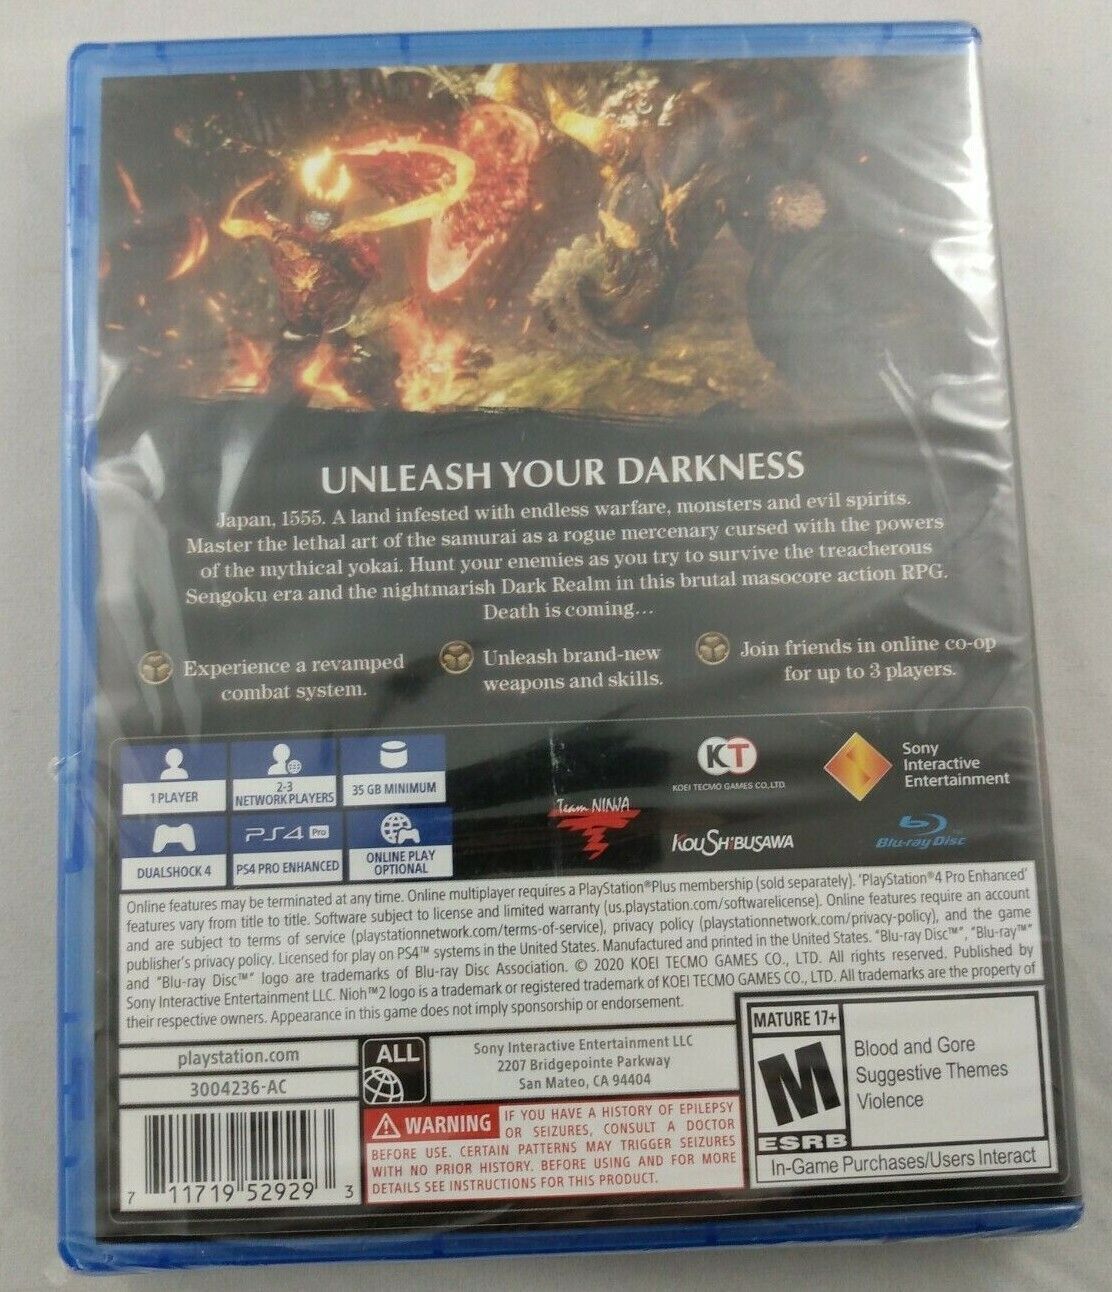 UNLEASH YOUR DARKNESS
Japan, 1555. A land infested with endless warfare, monsters and evil spirits.
Master the lethal art of the samurai as a rogue mercenary cursed with the powers
of the mythical yokai. Hunt your enemies as you try to survive the treacherous
Sengoku era and the nightmarish Dark Realm in this brutal masocore action RPG.
Death is coming...
Experience a revamped
combat system.
Unleash brand-new
weapons and skills.
Join friends in online co-op
for up to 3 players.
1 PLAYER
2-3
NETWORK PLAYERS
35 GB MINIMUM
DUALSHOCK 4
PS4 Pro
PS4 PRO ENHANCED
ONLINE PLAY
OPTIONAL
Team NINJA
KT
KOEI TECMO GAMES CO., LTD.
KOU SHIBUSAWA
Sony
Interactive
Entertainment
Blu-ray Disc™
Online features may be terminated at any time. Online multiplayer requires a PlayStation®Plus membership (sold separately). 'PlayStation®4 Pro Enhanced'
features vary from title to title. Software subject to license and limited warranty (us.playstation.com/softwarelicense). Online features require an account
and are subject to terms of service (playstationnetwork.com/terms-of-service), privacy policy (playstationnetwork.com/privacy-policy), and the game
publisher's privacy policy. Licensed for play on PS4™ systems in the United States. Manufactured and printed in the United States. "Blu-ray Disc™", "Blu-ray™"
and "Blu-ray Disc™" logo are trademarks of Blu-ray Disc Association. © 2020 KOEI TECMO GAMES CO., LTD. All rights reserved. Published by
Sony Interactive Entertainment LLC. Nioh™2 logo is a trademark or registered trademark of KOEI TECMO GAMES CO., LTD. All trademarks are the property of
their respective owners. Appearance in this game does not imply sponsorship or endorsement.
playstation.com
3004236-AC
7 11719 52929 3
ALL
Sony Interactive Entertainment LLC
2207 Bridgepointe Parkway
San Mateo, CA 94404
WARNING IF YOU HAVE A HISTORY OF EPILEPSY
OR SEIZURES, CONSULT A DOCTOR
BEFORE USE. CERTAIN PATTERNS MAY TRIGGER SEIZURES
WITH NO PRIOR HISTORY. BEFORE USING AND FOR MORE
DETAILS SEE INSTRUCTIONS FOR THIS PRODUCT.
MATURE 17+
M
ESRB
Blood and Gore
Suggestive Themes
Violence
In-Game Purchases/Users Interact